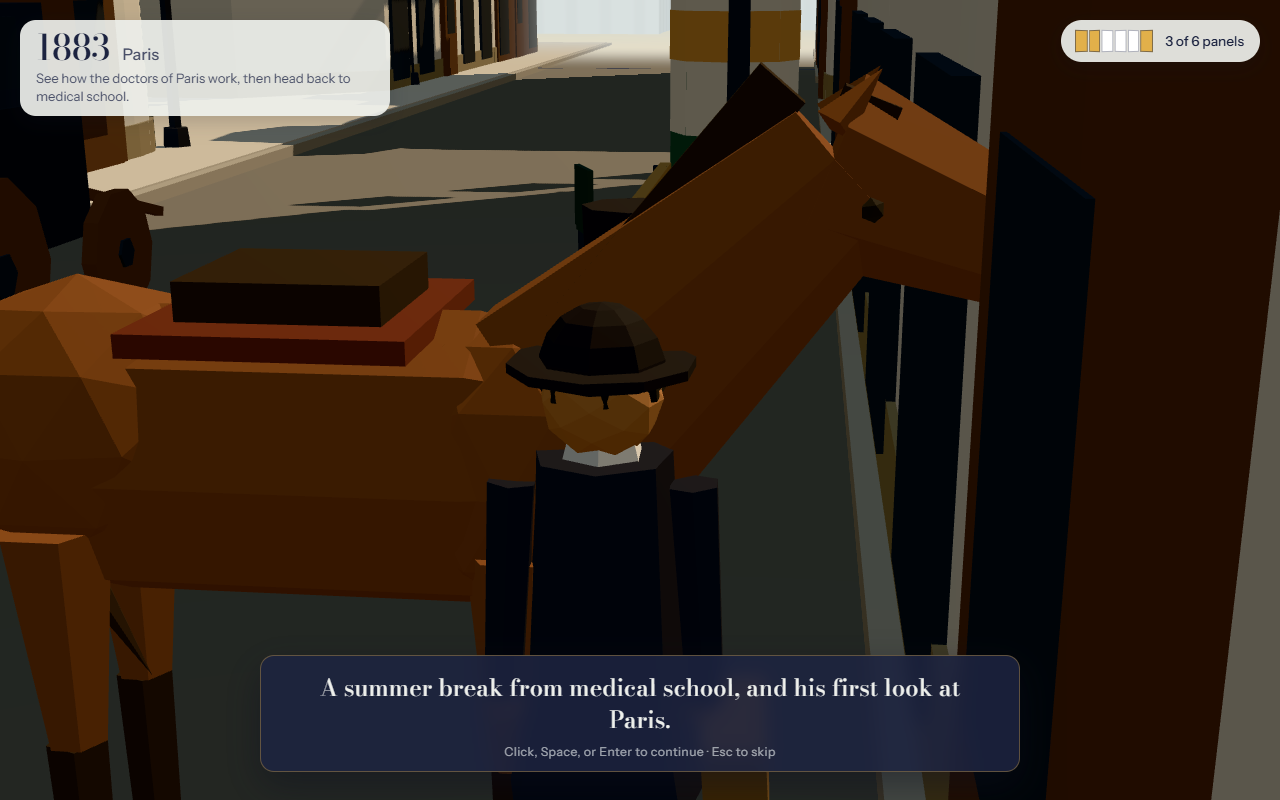 1883 Paris
See how the doctors of Paris work, then head back to
medical school.
3 of 6 panels
A summer break from medical school, and his first look at
Paris.
Click, Space, or Enter to continue · Esc to skip